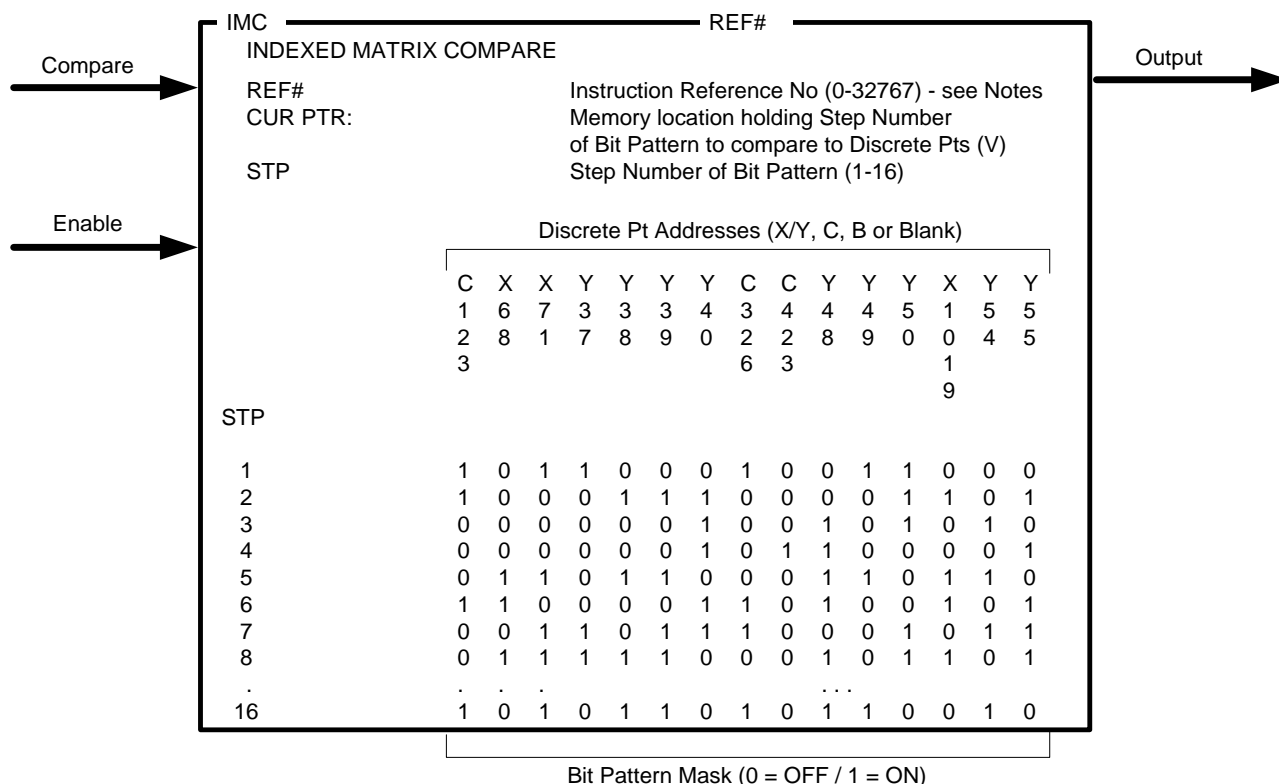 IMC REF#
INDEXED MATRIX COMPARE
Compare
Output
REF# Instruction Reference No (0-32767) - see Notes
CUR PTR: Memory location holding Step Number
of Bit Pattern to compare to Discrete Pts (V)
STP Step Number of Bit Pattern (1-16)
Enable
Discrete Pt Addresses (X/Y, C, B or Blank)
C X X Y Y Y Y C C Y Y Y X Y Y
1 6 7 3 3 3 4 3 4 4 4 5 1 5 5
2 8 1 7 8 9 0 2 2 8 9 0 0 4 5
3 6 3 1
9
STP
1 1 0 1 1 0 0 0 1 0 0 1 1 0 0 0
2 1 0 0 0 1 1 1 0 0 0 0 1 1 0 1
3 0 0 0 0 0 0 1 0 0 1 0 1 0 1 0
4 0 0 0 0 0 0 1 0 1 1 0 0 0 0 1
5 0 1 1 0 1 1 0 0 0 1 1 0 1 1 0
6 1 1 0 0 0 0 1 1 0 1 0 0 1 0 1
7 0 0 1 1 0 1 1 1 0 0 0 1 0 1 1
8 0 1 1 1 1 1 0 0 0 1 0 1 1 0 1
. . . . . . .
16 1 0 1 0 1 1 0 1 0 1 1 0 0 1 0
Bit Pattern Mask (0 = OFF / 1 = ON)